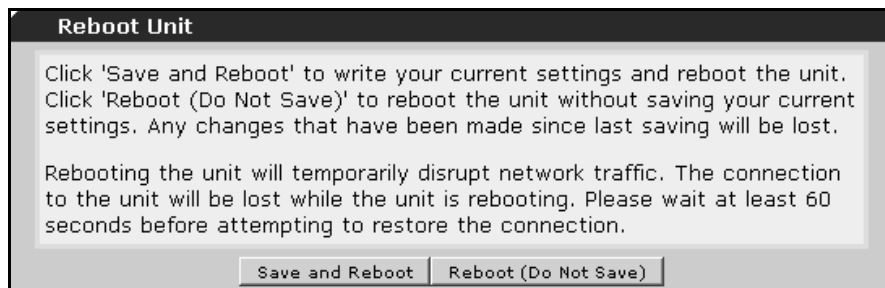 Reboot Unit
Click 'Save and Reboot' to write your current settings and reboot the unit.
Click 'Reboot (Do Not Save)' to reboot the unit without saving your current
settings. Any changes that have been made since last saving will be lost.
Rebooting the unit will temporarily disrupt network traffic. The connection
to the unit will be lost while the unit is rebooting. Please wait at least 60
seconds before attempting to restore the connection.
Save and Reboot Reboot (Do Not Save)